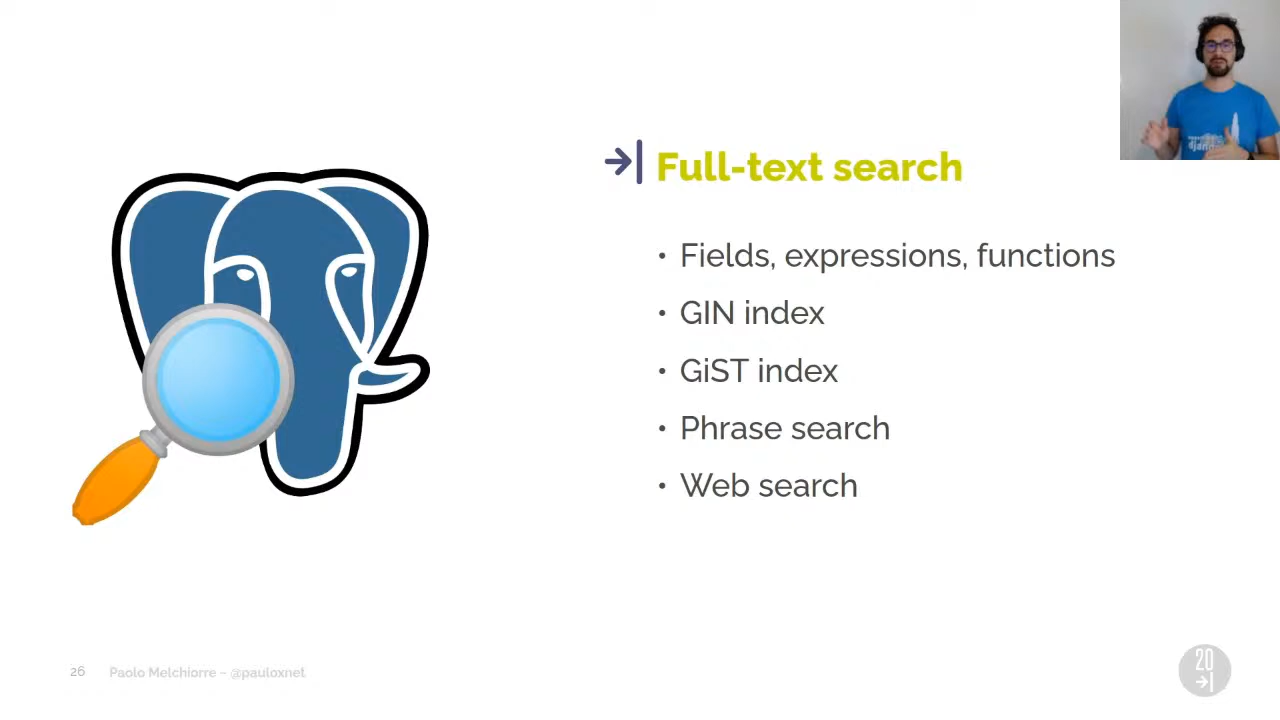 Full-text search
• Fields, expressions, functions
• GIN index
• GiST index
• Phrase search
• Web search
26 Paolo Melchiorre – @pauloxnet
20